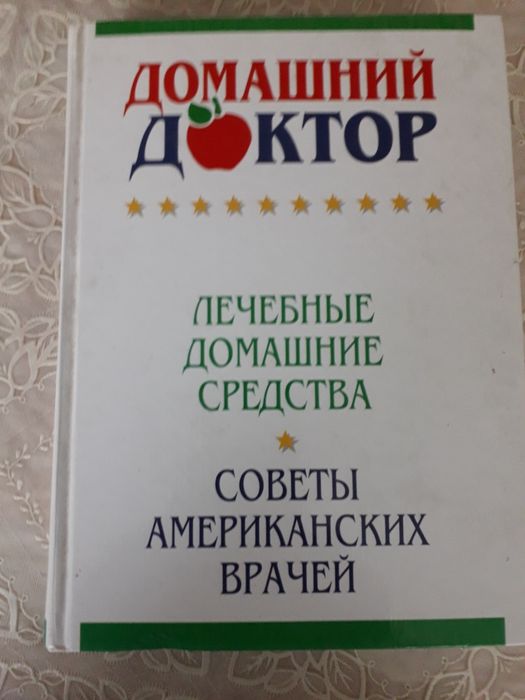 ДОМАШНИЙ
ДОКТОР
ЛЕЧЕБНЫЕ
ДОМАШНИЕ
СРЕДСТВА
СОВЕТЫ
АМЕРИКАНСКИХ
ВРАЧЕЙ